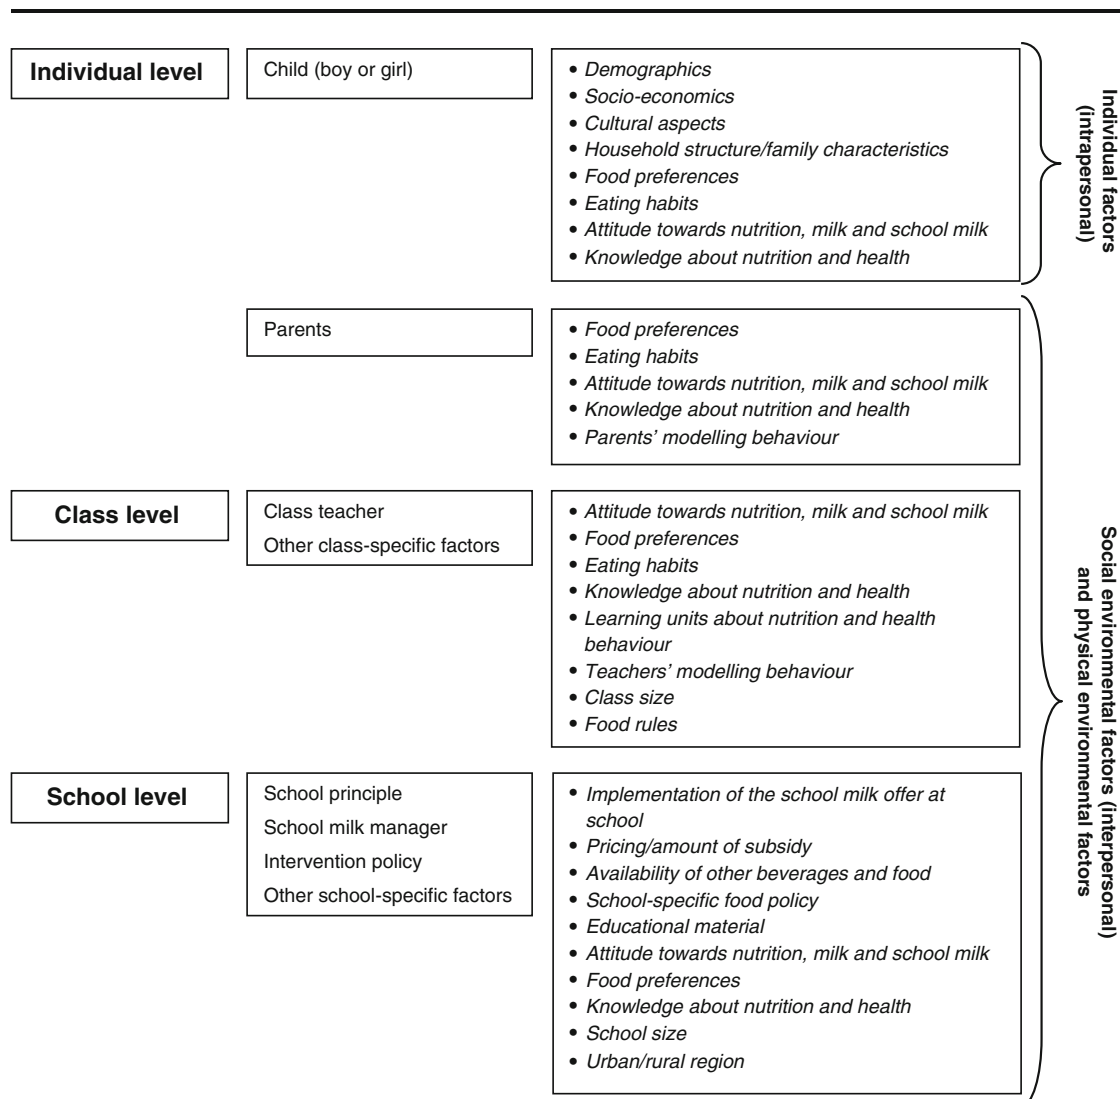 Individual level
Child (boy or girl)
• Demographics
• Socio-economics
• Cultural aspects
• Household structure/family characteristics
• Food preferences
• Eating habits
• Attitude towards nutrition, milk and school milk
• Knowledge about nutrition and health
Individual factors
(intrapersonal)
Parents
• Food preferences
• Eating habits
• Attitude towards nutrition, milk and school milk
• Knowledge about nutrition and health
• Parents' modelling behaviour
Class level
Class teacher
Other class-specific factors
• Attitude towards nutrition, milk and school milk
• Food preferences
• Eating habits
• Knowledge about nutrition and health
• Learning units about nutrition and health
behaviour
• Teachers' modelling behaviour
• Class size
• Food rules
School level
School principle
School milk manager
Intervention policy
Other school-specific factors
• Implementation of the school milk offer at
school
• Pricing/amount of subsidy
• Availability of other beverages and food
• School-specific food policy
• Educational material
• Attitude towards nutrition, milk and school milk
• Food preferences
• Knowledge about nutrition and health
• School size
• Urban/rural region
Social environmental factors (interpersonal)
and physical environmental factors